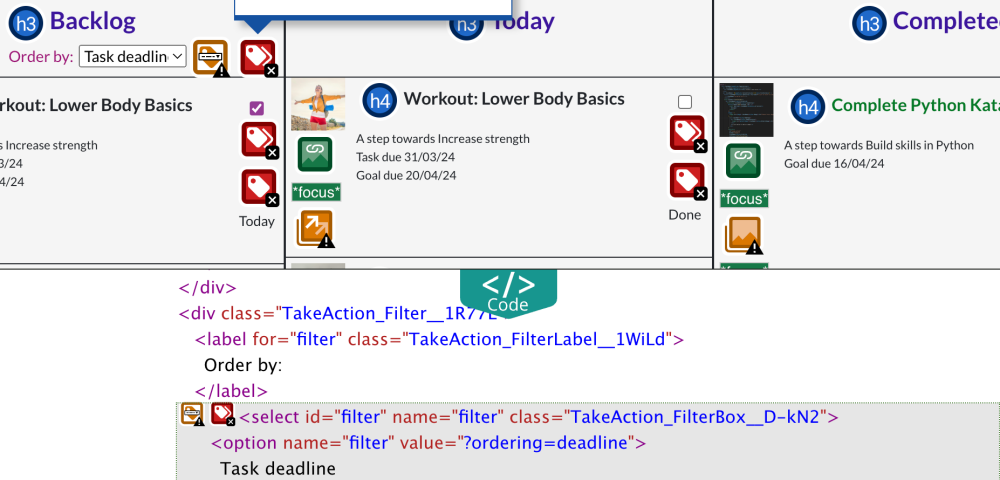 h3 Backlog
Order by: Task deadlin
rkout: Lower Body Basics
s Increase strength
3/24
4/24
Today
h3 Today
h4 Workout: Lower Body Basics
A step towards Increase strength
Task due 31/03/24
Goal due 20/04/24
*focus*
Done
h3 Complete
h4 Complete Python Kata
A step towards Build skills in Python
Goal due 16/04/24
*focus*
</> Code
</div>
<div class="TakeAction_Filter__1R77L
<label for="filter" class="TakeAction_FilterLabel__1WiLd">
Order by:
</label>
<select id="filter" name="filter" class="TakeAction_FilterBox__D-kN2">
<option name="filter" value="?ordering=deadline">
Task deadline